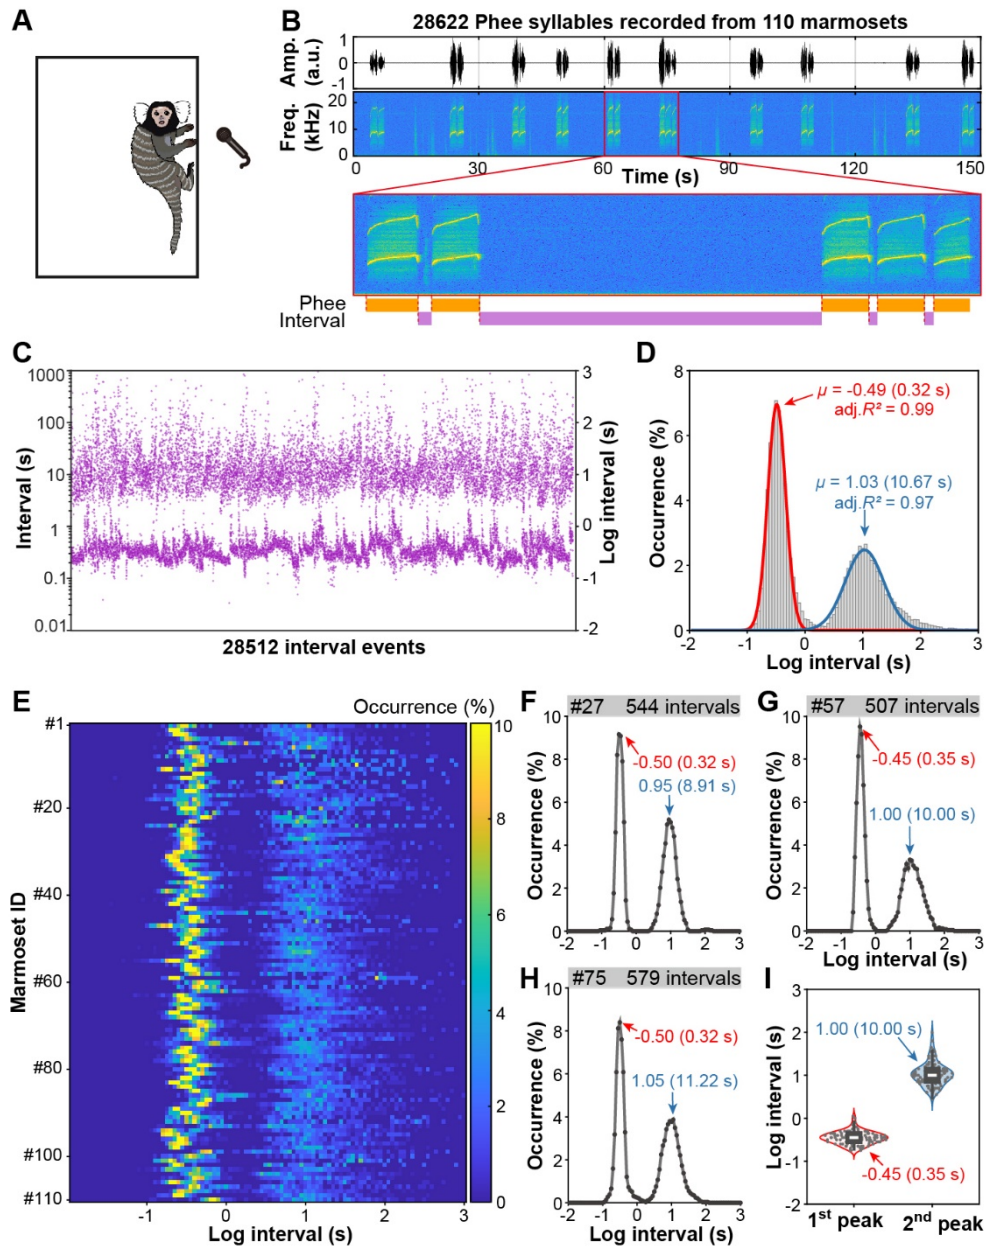 A
B
28622 Phee syllables recorded from 110 marmosets
Amp.
(a.u.)
1
0
-1
Freq.
(kHz)
20
10
0
0 30 60 90 120 150
Time (s)
Phee
Interval
C
Interval (s)
1000
100
10
1
0.1
0.01
3
2
1
0
-1
-2
Log interval (s)
28512 interval events
D
Occurrence (%)
8
6
4
2
0
μ = -0.49 (0.32 s)
adj.R² = 0.99
μ = 1.03 (10.67 s)
adj.R² = 0.97
-2 -1 0 1 2 3
Log interval (s)
E
Occurrence (%)
Marmoset ID
#1
#20
#40
#60
#80
#100
#110
10
8
6
4
2
0
-1 0 1 2 3
Log interval (s)
F
#27 544 intervals
Occurrence (%)
10
8
6
4
2
0
-0.50 (0.32 s)
0.95 (8.91 s)
-2 -1 0 1 2 3
Log interval (s)
G
#57 507 intervals
Occurrence (%)
10
8
6
4
2
0
-0.45 (0.35 s)
1.00 (10.00 s)
-2 -1 0 1 2 3
Log interval (s)
H
#75 579 intervals
Occurrence (%)
10
8
6
4
2
0
-0.50 (0.32 s)
1.05 (11.22 s)
-2 -1 0 1 2 3
Log interval (s)
I
Log interval (s)
3
2
1
0
-1
-2
1.00 (10.00 s)
-0.45 (0.35 s)
1st peak 2nd peak